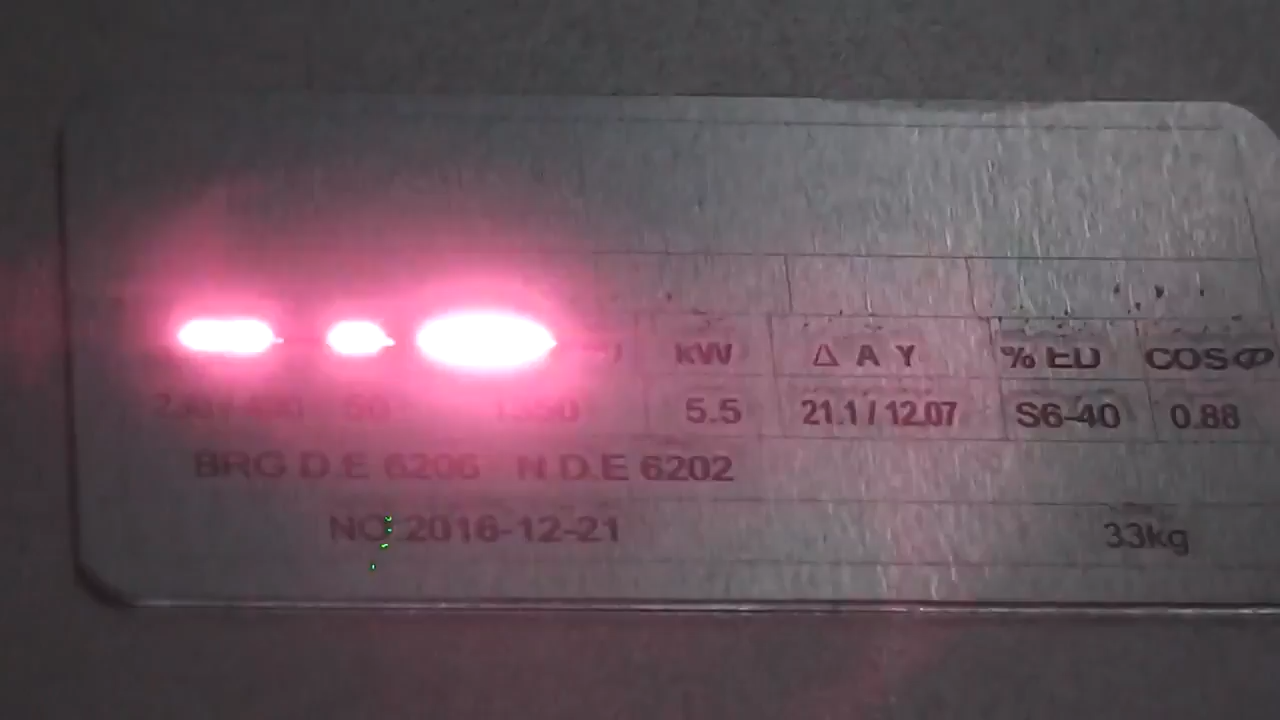 kW Δ A Y % ED COSΦ
50 5.5 21.1 / 12.07 S6-40 0.88
BRG D.E 6206 N.D.E 6202
NO:2016-12-21 33kg